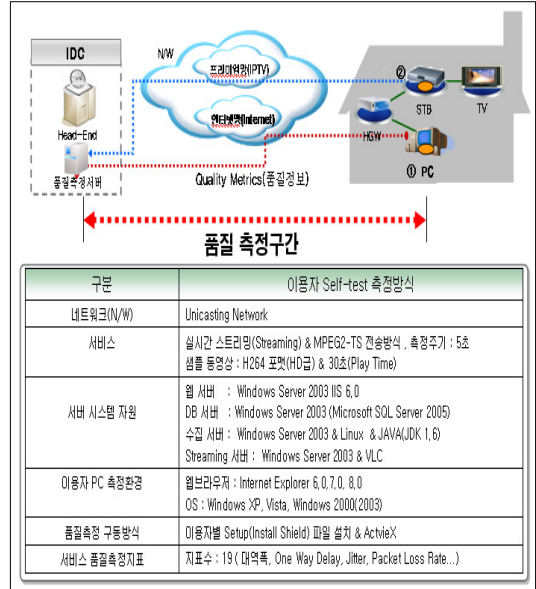 IDC
N/W
프리미엄망(IPTV)
②
STB
TV
인터넷망(Internet)
HGW
Head-End
① PC
품질측정서버
Quality Metrics(품질정보)
품질 측정구간
구분
이용자 Self-test 측정방식
네트워크(N/W)
Unicasting Network
서비스
실시간 스트리밍(Streaming) & MPEG2-TS 전송방식 , 측정주기 : 5초
샘플 동영상 : H264 포맷(HD급) & 30초(Play Time)
서버 시스템 자원
웹 서버 : Windows Server 2003 IIS 6,0
DB 서버 : Windows Server 2003 (Microsoft SQL Server 2005)
수집 서버 : Windows Server 2003 & Linux & JAVA(JDK 1,6)
Streaming 서버 : Windows Server 2003 & VLC
이용자 PC 측정환경
웹브라우저 : Internet Explorer 6,0,7,0, 8,0
OS : Windows XP, Vista, Windows 2000(2003)
품질측정 구동방식
이용자별 Setup(Install Shield) 파일 설치 & ActvieX
서비스 품질측정지표
지표수 : 19 ( 대역폭, One Way Delay, Jitter, Packet Loss Rate...)